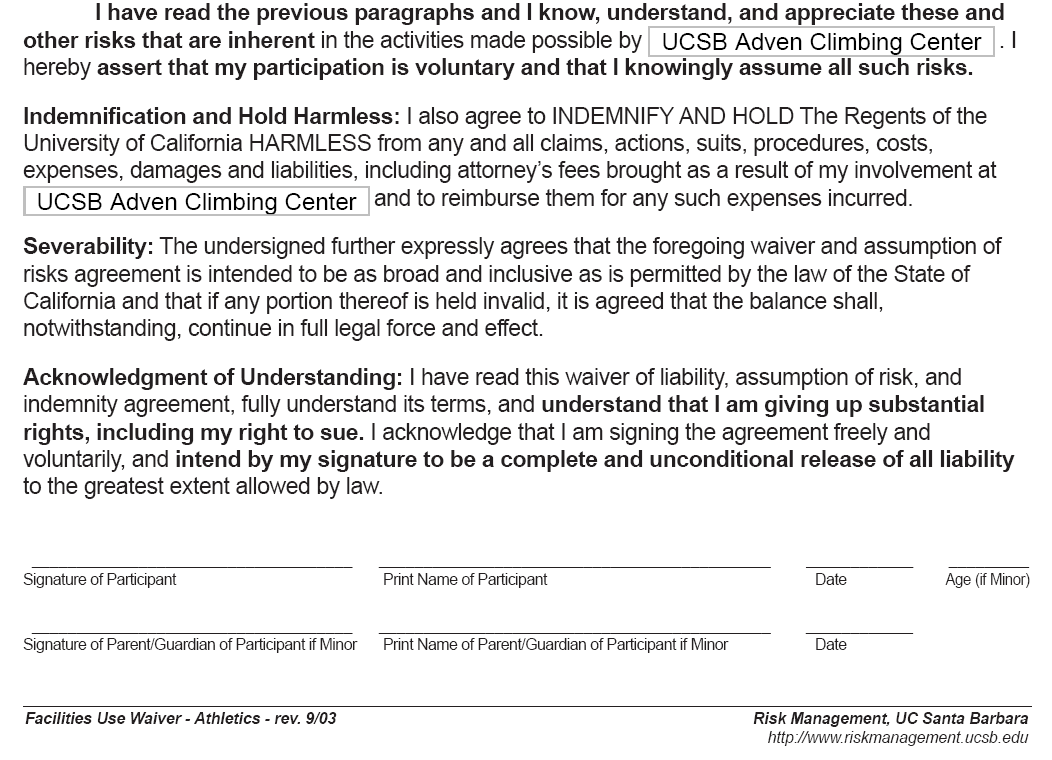 I have read the previous paragraphs and I know, understand, and appreciate these and
other risks that are inherent in the activities made possible by UCSB Adven Climbing Center . I
hereby assert that my participation is voluntary and that I knowingly assume all such risks.
Indemnification and Hold Harmless: I also agree to INDEMNIFY AND HOLD The Regents of the
University of California HARMLESS from any and all claims, actions, suits, procedures, costs,
expenses, damages and liabilities, including attorney’s fees brought as a result of my involvement at
UCSB Adven Climbing Center and to reimburse them for any such expenses incurred.
Severability: The undersigned further expressly agrees that the foregoing waiver and assumption of
risks agreement is intended to be as broad and inclusive as is permitted by the law of the State of
California and that if any portion thereof is held invalid, it is agreed that the balance shall,
notwithstanding, continue in full legal force and effect.
Acknowledgment of Understanding: I have read this waiver of liability, assumption of risk, and
indemnity agreement, fully understand its terms, and understand that I am giving up substantial
rights, including my right to sue. I acknowledge that I am signing the agreement freely and
voluntarily, and intend by my signature to be a complete and unconditional release of all liability
to the greatest extent allowed by law.
Signature of Participant Print Name of Participant Date Age (if Minor)
Signature of Parent/Guardian of Participant if Minor Print Name of Parent/Guardian of Participant if Minor Date
Facilities Use Waiver - Athletics - rev. 9/03 Risk Management, UC Santa Barbara
http://www.riskmanagement.ucsb.edu